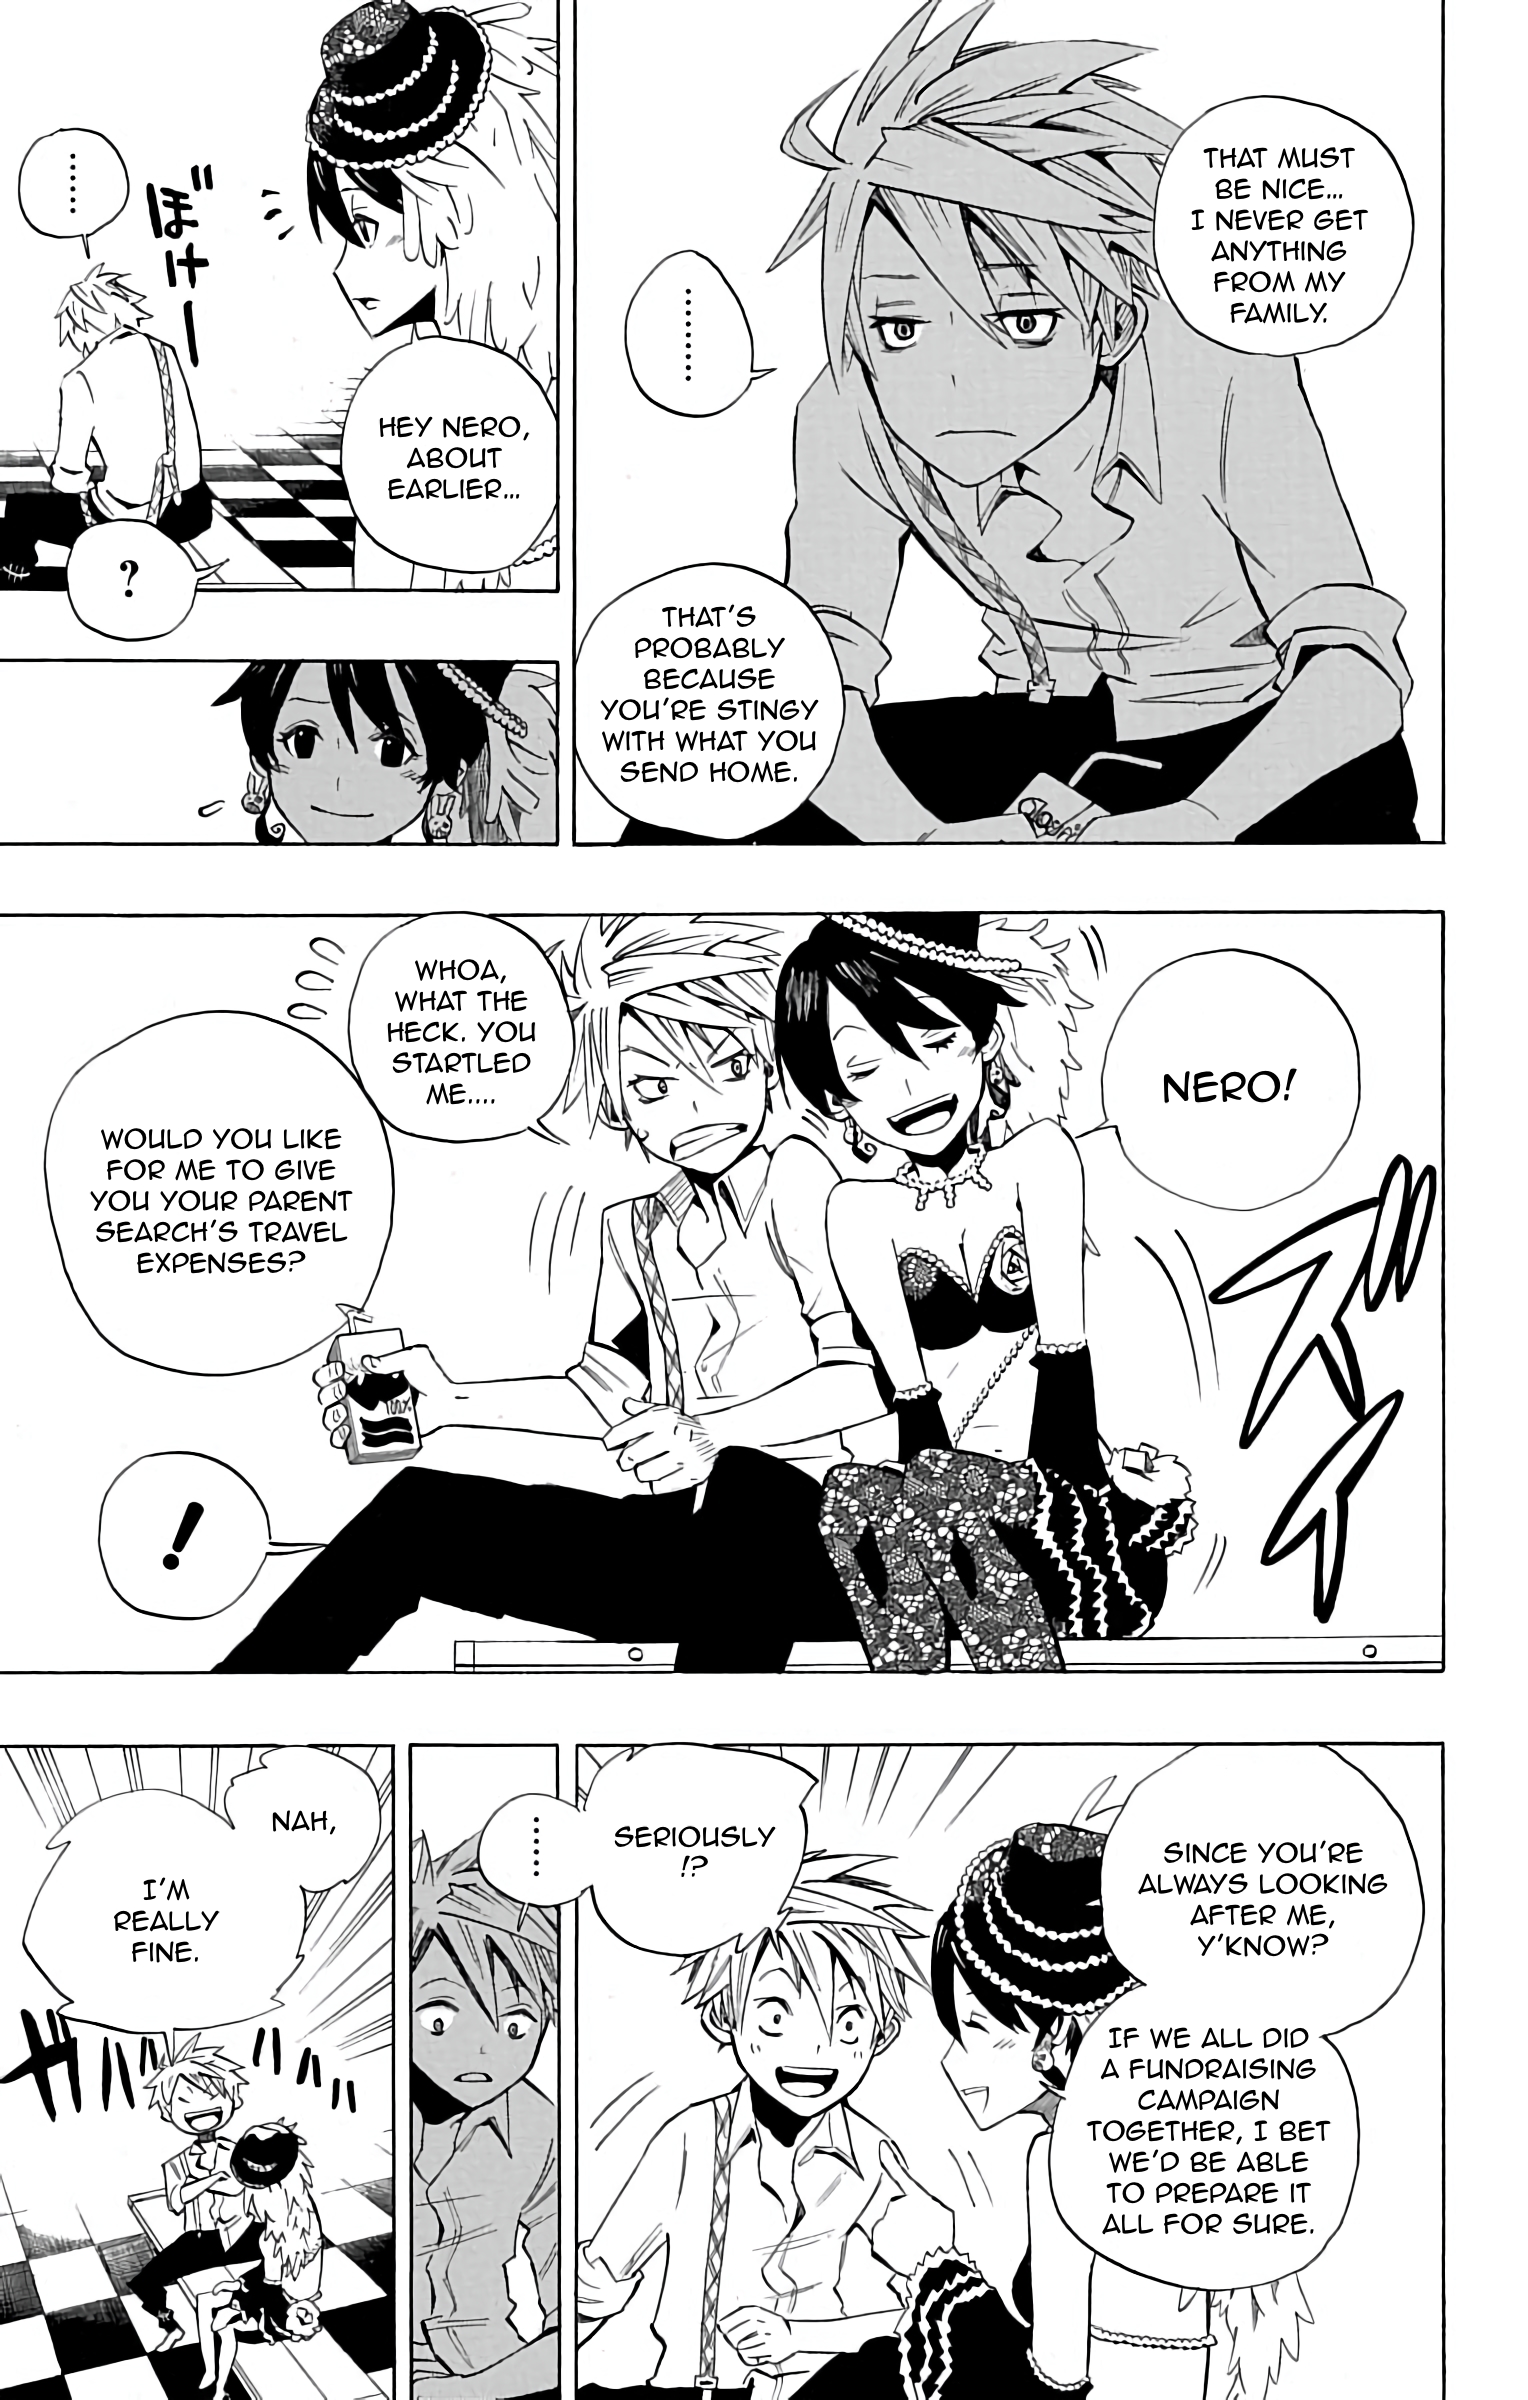 THAT MUST
BE NICE...
I NEVER GET
ANYTHING
FROM MY
FAMILY.
.........
THAT'S
PROBABLY
BECAUSE
YOU'RE STINGY
WITH WHAT YOU
SEND HOME.
......
ぼけー
HEY NERO,
ABOUT
EARLIER...
?
NERO!
ズイ
WHOA,
WHAT THE
HECK. YOU
STARTLED
ME....
WOULD YOU LIKE
FOR ME TO GIVE
YOU YOUR PARENT
SEARCH'S TRAVEL
EXPENSES?
100%
!
SINCE YOU'RE
ALWAYS LOOKING
AFTER ME,
Y'KNOW?
IF WE ALL DID
A FUNDRAISING
CAMPAIGN
TOGETHER, I BET
WE'D BE ABLE
TO PREPARE IT
ALL FOR SURE.
SERIOUSLY
!?
......
NAH,
I'M
REALLY
FINE.